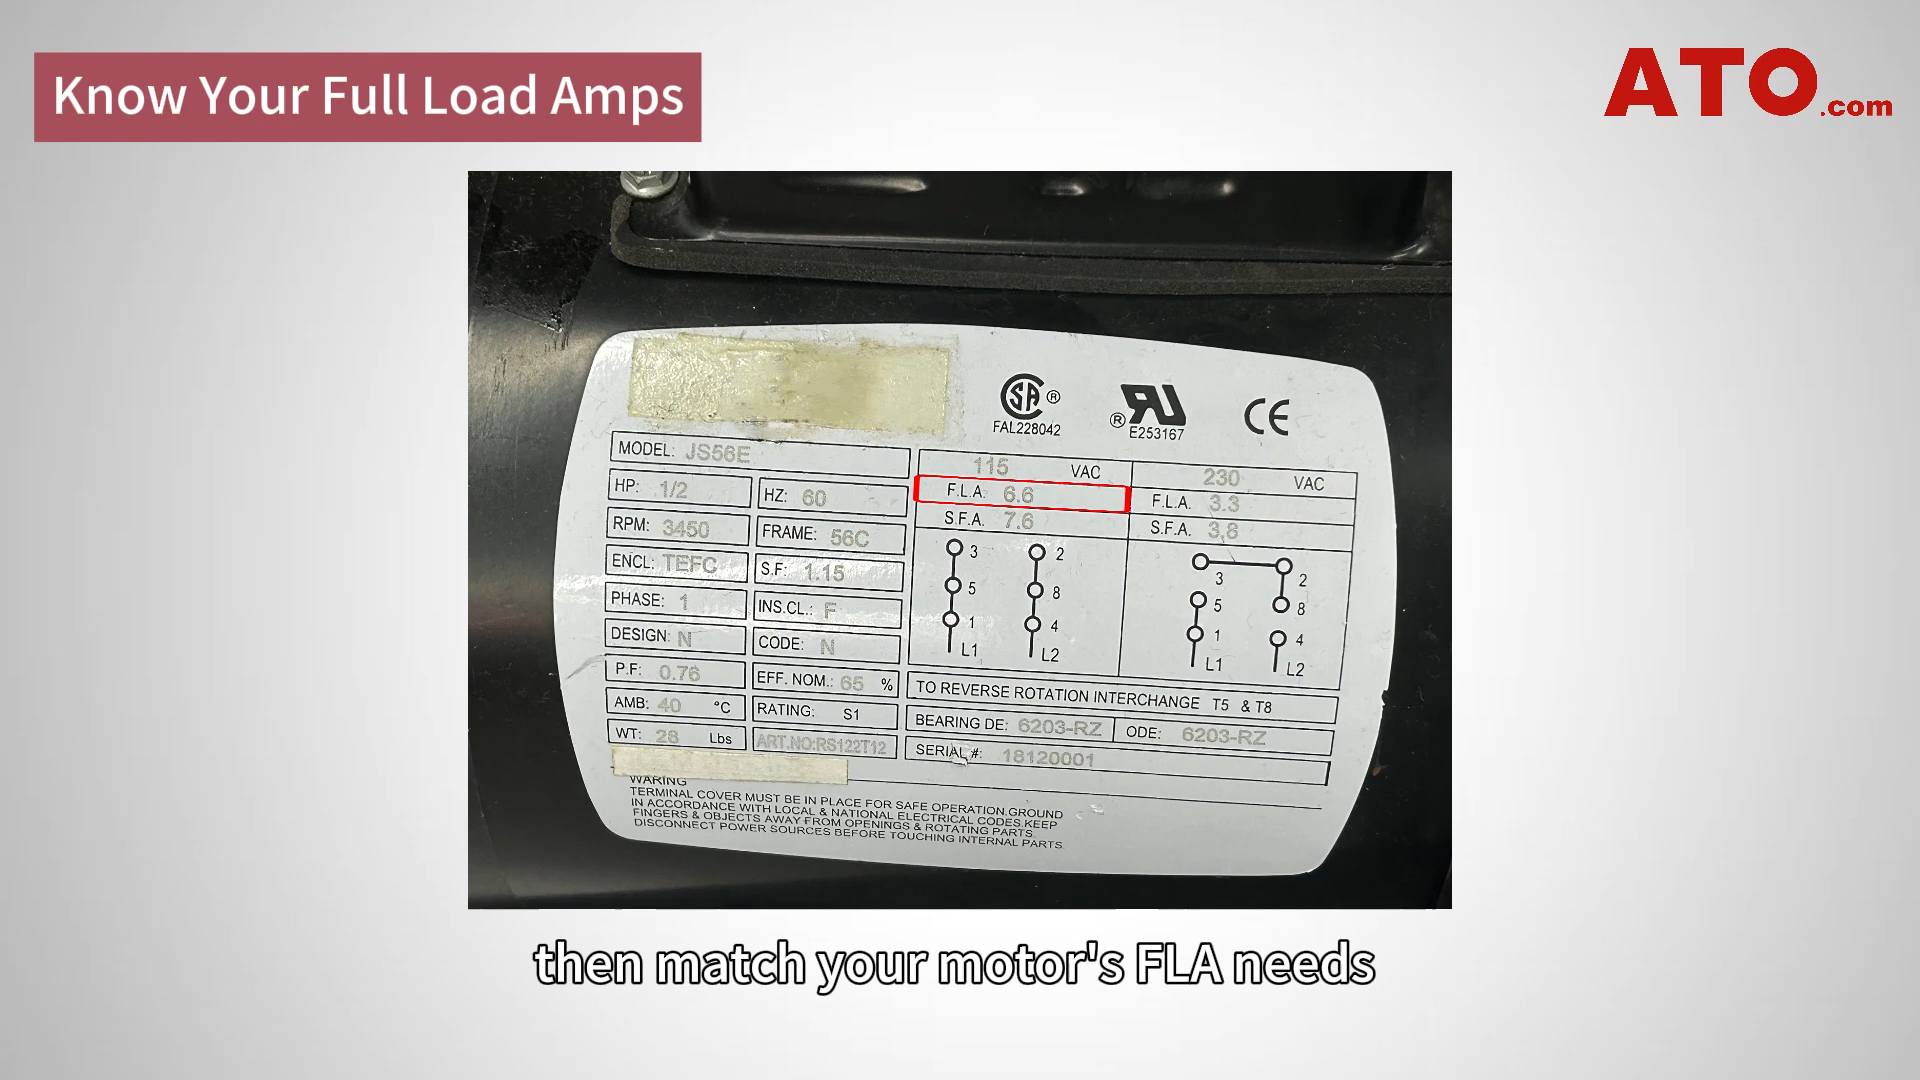 Know Your Full Load Amps
ATO.com
FAL228042
E253167
CE
MODEL: JS56E
HP: 1/2
HZ: 60
RPM: 3450
FRAME: 56C
ENCL: TEFC
S.F: 1.15
PHASE: 1
INS.CL.: F
DESIGN: N
CODE: N
P.F: 0.76
EFF. NOM.: 65 %
AMB: 40 °C
RATING: S1
WT: 28 Lbs
ART.NO:RS122T12
115 VAC
F.L.A. 6.6
S.F.A. 7.6
3 2
5 8
1 4
L1 L2
230 VAC
F.L.A. 3.3
S.F.A. 3,8
3 2
5 8
1 4
L1 L2
TO REVERSE ROTATION INTERCHANGE T5 & T8
BEARING DE: 6203-RZ ODE: 6203-RZ
SERIAL #: 18120001
WARING
TERMINAL COVER MUST BE IN PLACE FOR SAFE OPERATION.GROUND
IN ACCORDANCE WITH LOCAL & NATIONAL ELECTRICAL CODES.KEEP
FINGERS & OBJECTS AWAY FROM OPENINGS & ROTATING PARTS.
DISCONNECT POWER SOURCES BEFORE TOUCHING INTERNAL PARTS.
then match your motor's FLA needs